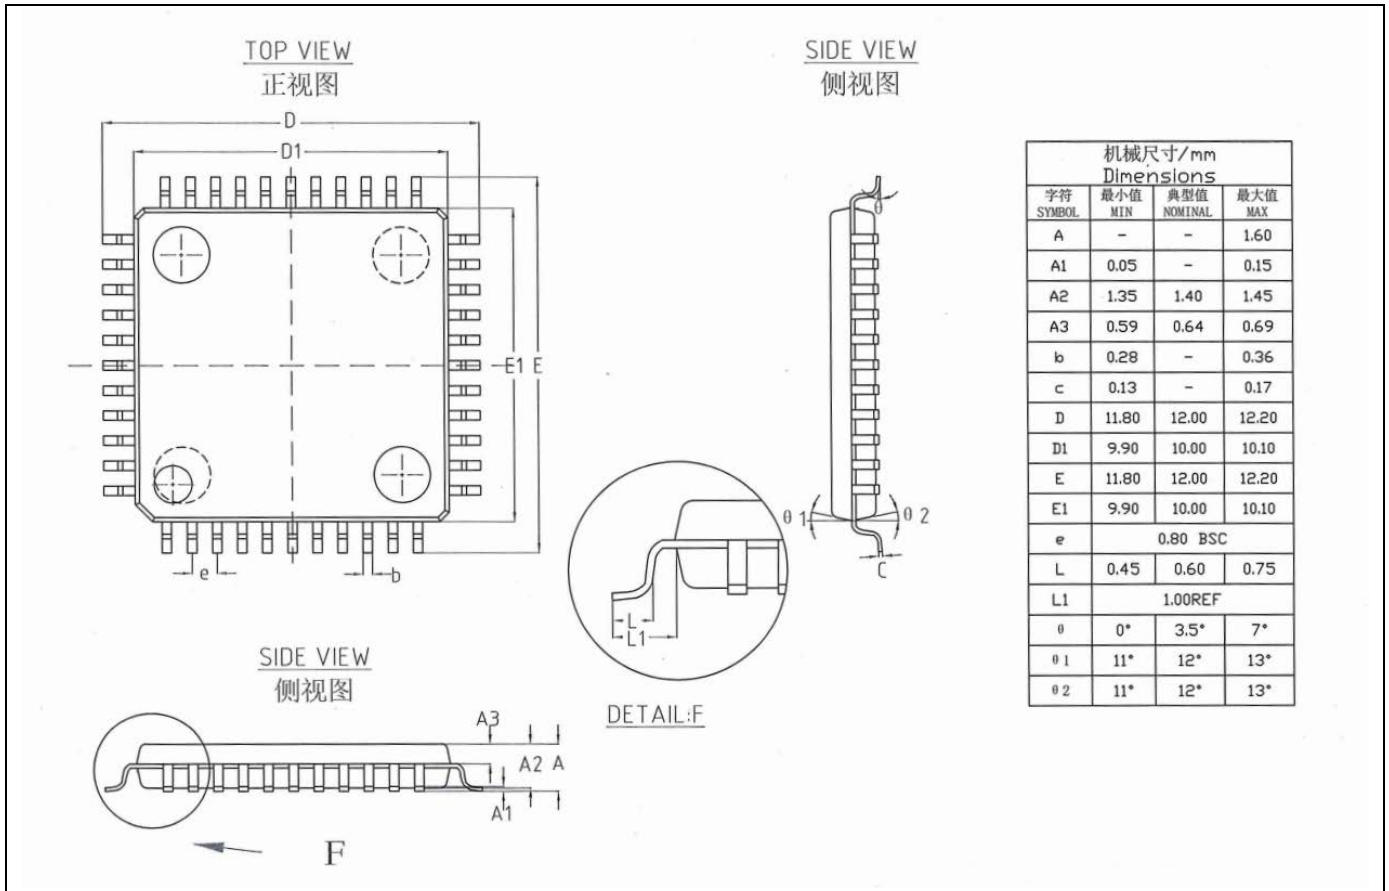 TOP VIEW
正视图
D
D1
E1 E
e
b
SIDE VIEW
侧视图
θ
θ 1
θ 2
C
L
L1
DETAIL:F
SIDE VIEW
侧视图
A3
A2 A
A1
F
机械尺寸/mm
Dimensions
字符 最小值 典型值 最大值
SYMBOL MIN NOMINAL MAX
A - - 1.60
A1 0.05 - 0.15
A2 1.35 1.40 1.45
A3 0.59 0.64 0.69
b 0.28 - 0.36
c 0.13 - 0.17
D 11.80 12.00 12.20
D1 9.90 10.00 10.10
E 11.80 12.00 12.20
E1 9.90 10.00 10.10
e 0.80 BSC
L 0.45 0.60 0.75
L1 1.00REF
θ 0° 3.5° 7°
θ 1 11° 12° 13°
θ 2 11° 12° 13°